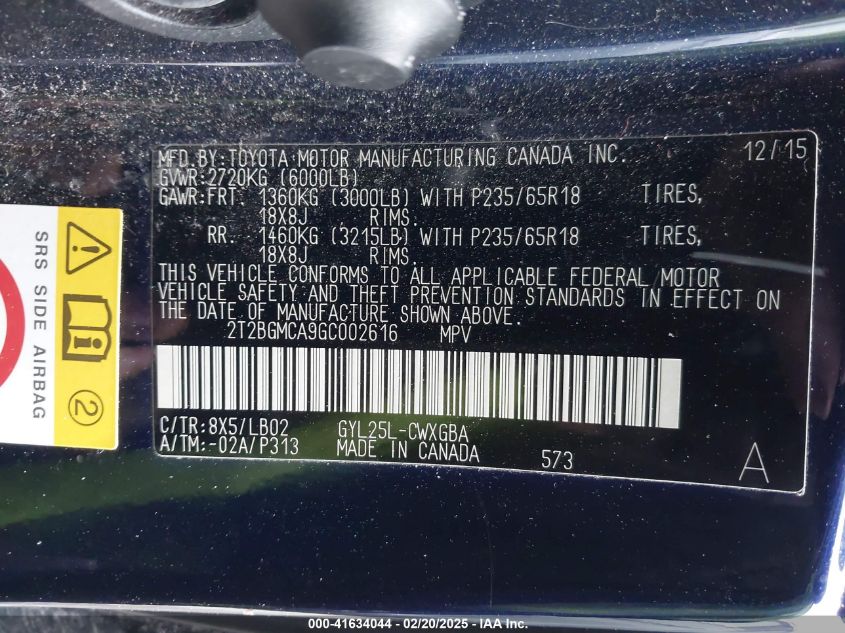 MFD.BY:TOYOTA MOTOR MANUFACTURING CANADA INC. 12/15
GVWR:2720KG (6000LB)
GAWR:FRT. 1360KG (3000LB) WITH P235/65R18 TIRES,
18X8J RIMS.
RR. 1460KG (3215LB) WITH P235/65R18 TIRES,
18X8J RIMS.
THIS VEHICLE CONFORMS TO ALL APPLICABLE FEDERAL MOTOR
VEHICLE SAFETY AND THEFT PREVENTION STANDARDS IN EFFECT ON
THE DATE OF MANUFACTURE SHOWN ABOVE.
2T2BGMCA9GC002616 MPV
C/TR:8X5/LB02 GYL25L-CWXGBA
A/TM:-02A/P313 MADE IN CANADA 573 A
SRS SIDE AIRBAG
2
000-41634044 - 02/20/2025 - IAA Inc.